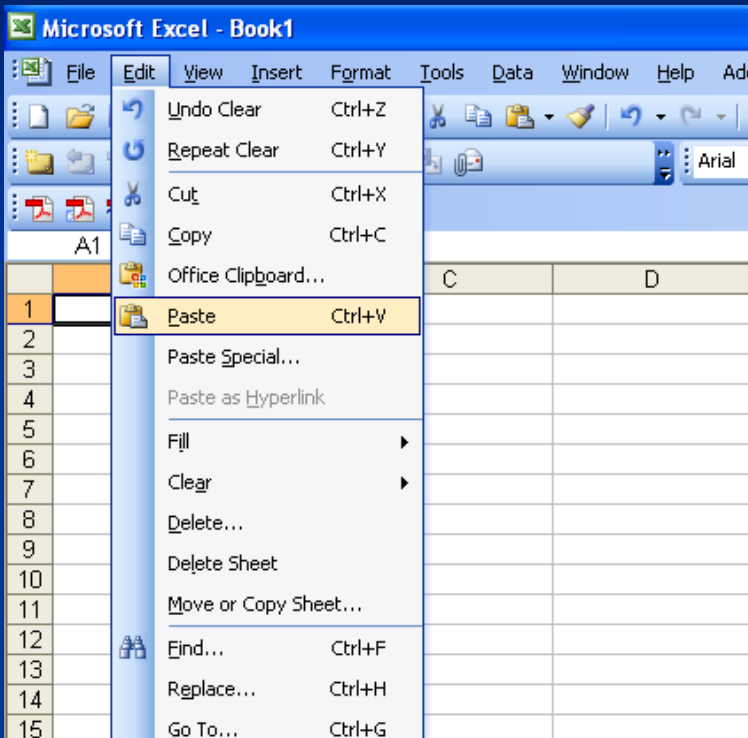 Microsoft Excel - Book1
File Edit View Insert Format Tools Data Window Help
Arial
A1
C D
Undo Clear Ctrl+Z
Repeat Clear Ctrl+Y
Cut Ctrl+X
Copy Ctrl+C
Office Clipboard...
Paste Ctrl+V
Paste Special...
Paste as Hyperlink
Fill
Clear
Delete...
Delete Sheet
Move or Copy Sheet...
Find... Ctrl+F
Replace... Ctrl+H
Go To... Ctrl+G
1
2
3
4
5
6
7
8
9
10
11
12
13
14
15